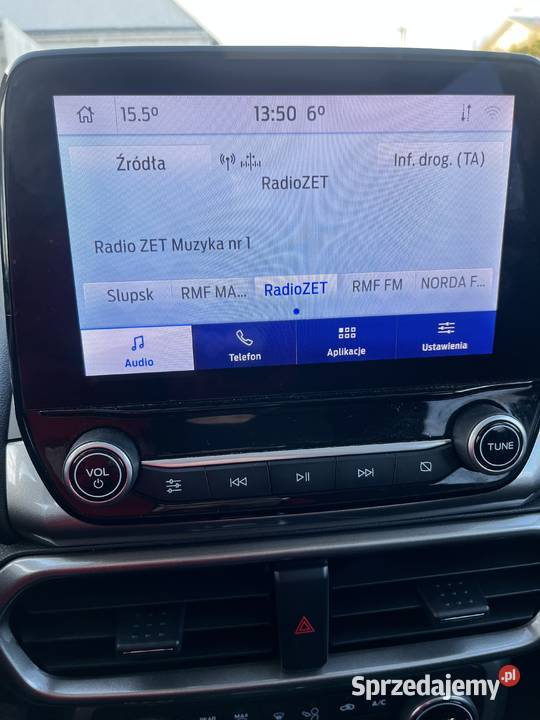 15.5° 13:50 6°
Źródła Inf. drog. (TA)
RadioZET
Radio ZET Muzyka nr 1
Slupsk RMF MA... RadioZET RMF FM NORDA F...
Audio Telefon Aplikacje Ustawienia
VOL TUNE
MAX A/C
Sprzedajemy.pl